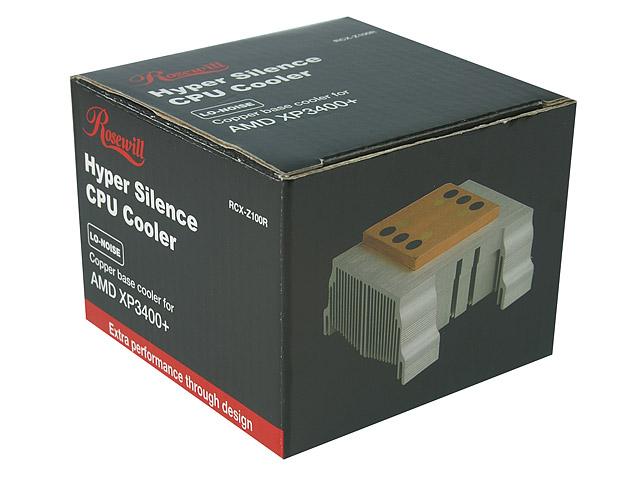 Rosewill
RCX-Z100R
Hyper Silence
CPU Cooler
LO-NOISE
Copper base cooler for
AMD XP3400+
Rosewill
Hyper Silence
CPU Cooler
RCX-Z100R
LO-NOISE
Copper base cooler for
AMD XP3400+
Extra performance through design